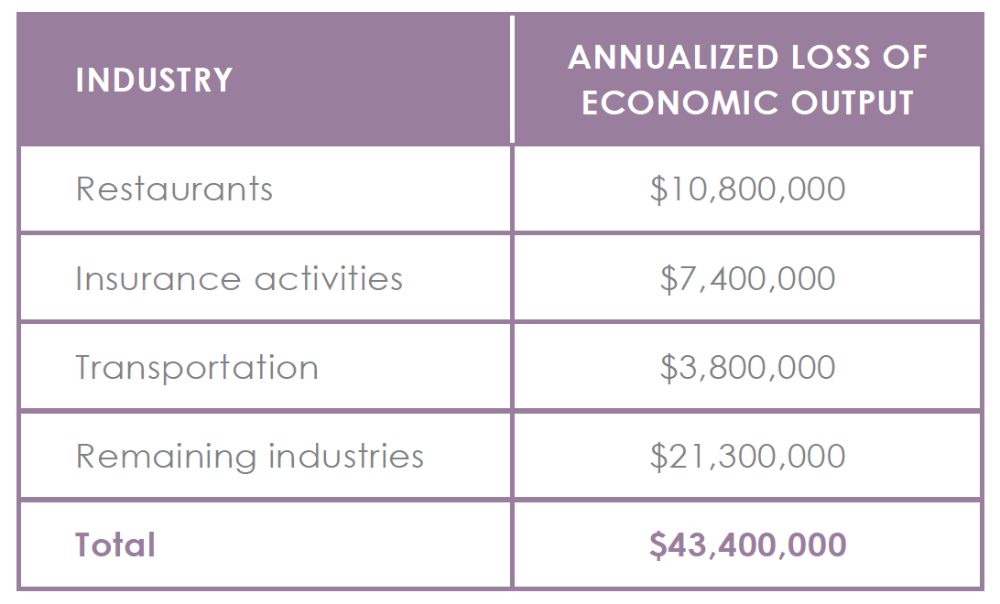 INDUSTRY
ANNUALIZED LOSS OF
ECONOMIC OUTPUT
Restaurants
$10,800,000
Insurance activities
$7,400,000
Transportation
$3,800,000
Remaining industries
$21,300,000
Total
$43,400,000